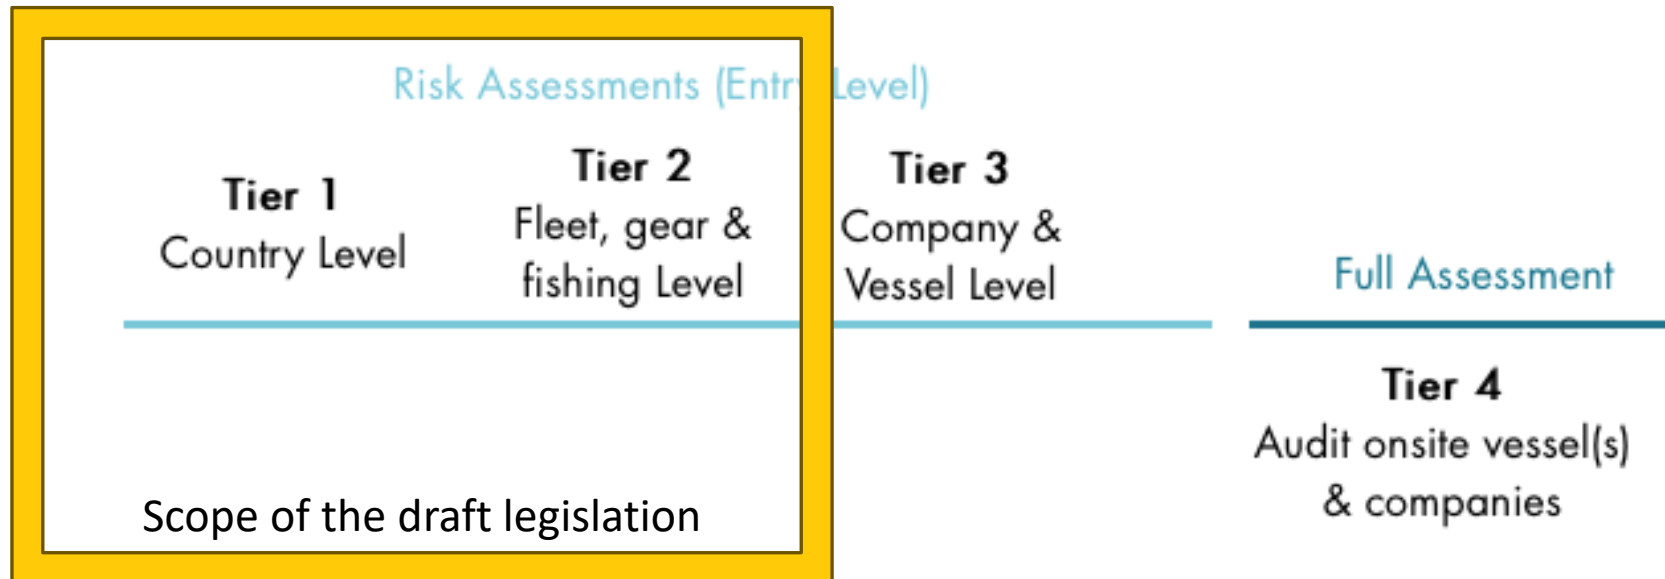 Risk Assessments (Entry Level)
Tier 1
Country Level
Tier 2
Fleet, gear &
fishing Level
Tier 3
Company &
Vessel Level
Full Assessment
Tier 4
Audit onsite vessel(s)
& companies
Scope of the draft legislation